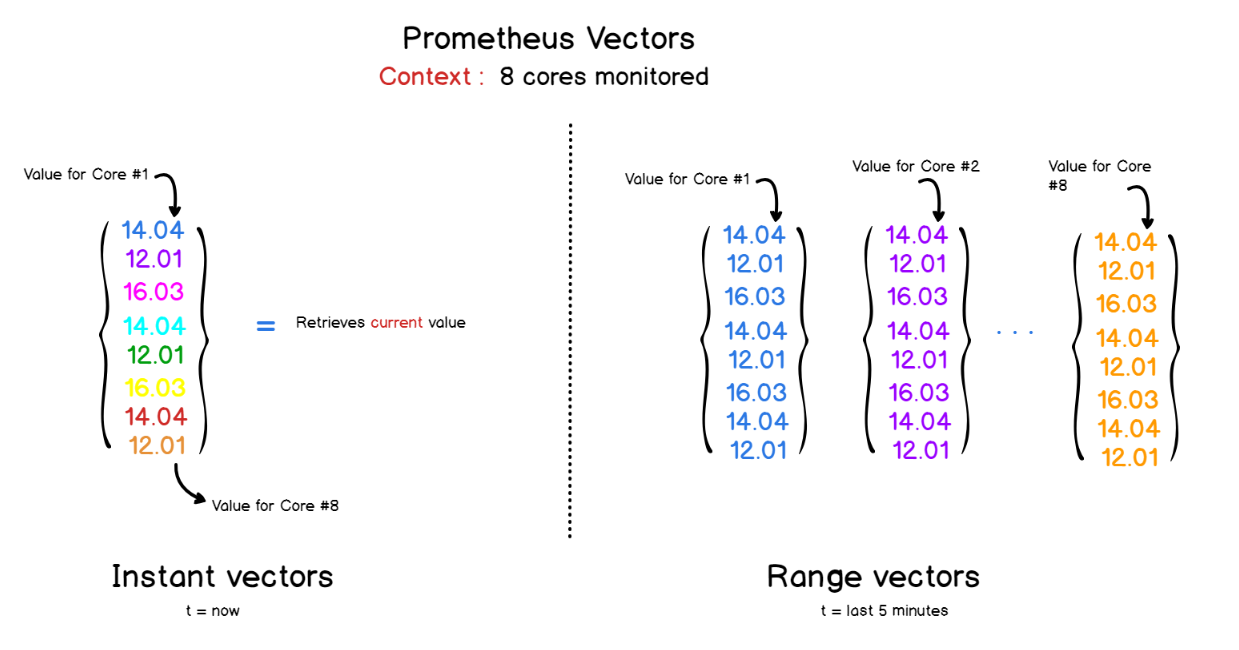 Prometheus Vectors
Context : 8 cores monitored
Value for Core #1
14.04
12.01
16.03
14.04
12.01
16.03
14.04
12.01
= Retrieves current value
Value for Core #8
Instant vectors
t = now
Value for Core #1
14.04
12.01
16.03
14.04
12.01
16.03
14.04
12.01
Value for Core #2
14.04
12.01
16.03
14.04
12.01
16.03
14.04
12.01
. . .
Value for Core
#8
14.04
12.01
16.03
14.04
12.01
16.03
14.04
12.01
Range vectors
t = last 5 minutes